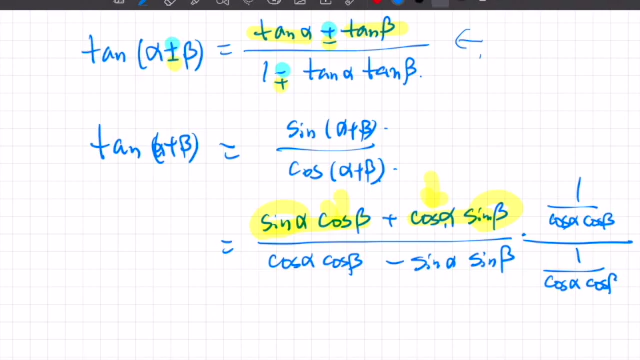 tan (α±β) = (tanα ± tanβ) / (1 ∓ tanα tanβ.) ←
tan (α+β) = sin (α+β) / cos (α+β)
= (sinα cosβ + cosα sinβ) / (cosα cosβ − sinα sinβ) · (1 / cosα cosβ) / (1 / cosα cosβ)